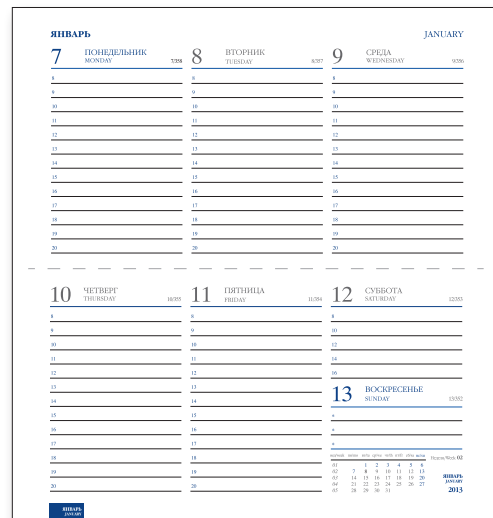 ЯНВАРЬ JANUARY
7 ПОНЕДЕЛЬНИК MONDAY 7/358
8 ВТОРНИК TUESDAY 8/357
9 СРЕДА WEDNESDAY 9/356
8 8 8
9 9 9
10 10 10
11 11 11
12 12 12
13 13 13
14 14 14
15 15 15
16 16 16
17 17 17
18 18 18
19 19 19
20 20 20
10 ЧЕТВЕРГ THURSDAY 10/355
11 ПЯТНИЦА FRIDAY 11/354
12 СУББОТА SATURDAY 12/353
8 8 8
9 9 10
10 10 12
11 11 14
12 12 16
13 13
14 14
15 15
16 16
17 17
18 18
19 19
20 20
13 ВОСКРЕСЕНЬЕ SUNDAY 13/352
Неделя/Week 02
01 1 2 3 4 5 6
02 7 8 9 10 11 12 13
03 14 15 16 17 18 19 20
04 21 22 23 24 25 26 27
05 28 29 30 31
ЯНВАРЬ
JANUARY
2013
ЯНВАРЬ
JANUARY